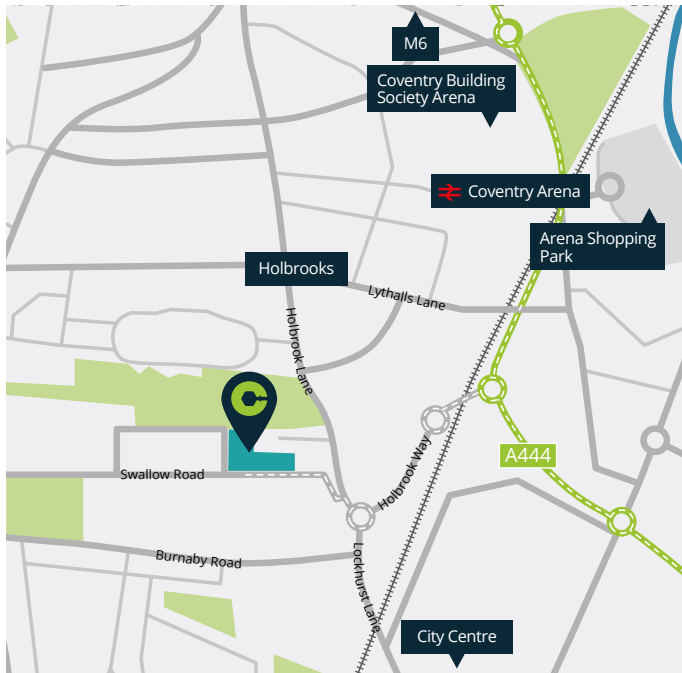 M6
Coventry Building
Society Arena
Coventry Arena
Arena Shopping
Park
Holbrooks
Lythalls Lane
Holbrook Lane
A444
Swallow Road
Holbrook Way
Burnaby Road
Lockhurst Lane
City Centre